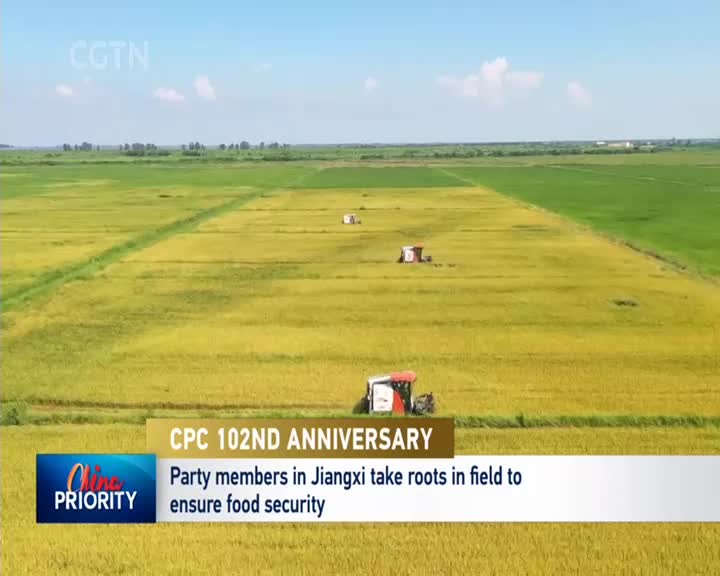 CGTN
CPC 102ND ANNIVERSARY
China
PRIORITY
Party members in Jiangxi take roots in field to
ensure food security